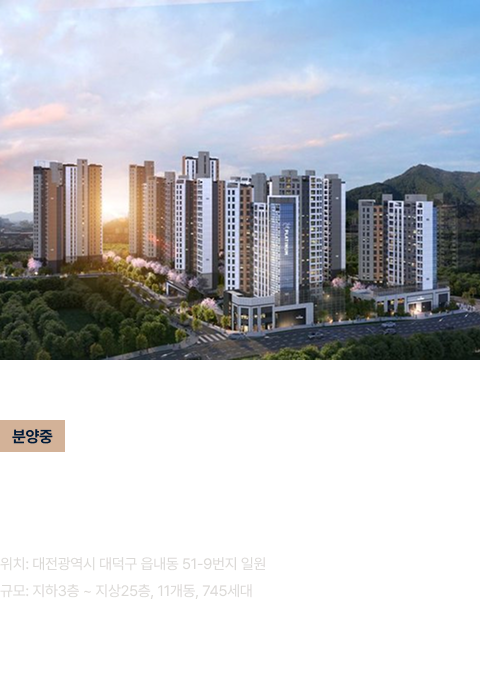 PLATINUM
분양중
위치: 대전광역시 대덕구 읍내동 51-9번지 일원
규모: 지하3층 ~ 지상25층, 11개동, 745세대